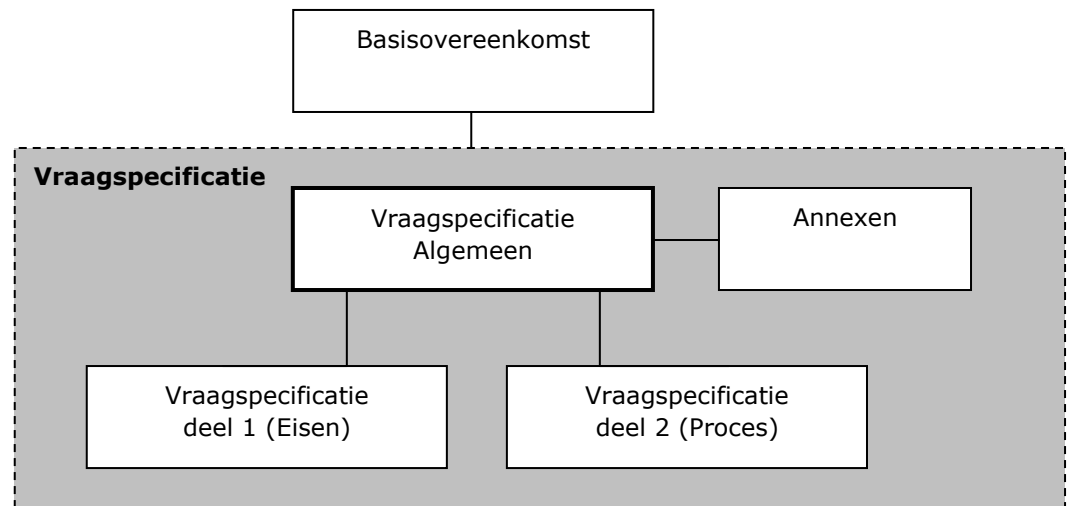 Basisovereenkomst
Vraagspecificatie
Vraagspecificatie
Algemeen
Annexen
Vraagspecificatie
deel 1 (Eisen)
Vraagspecificatie
deel 2 (Proces)